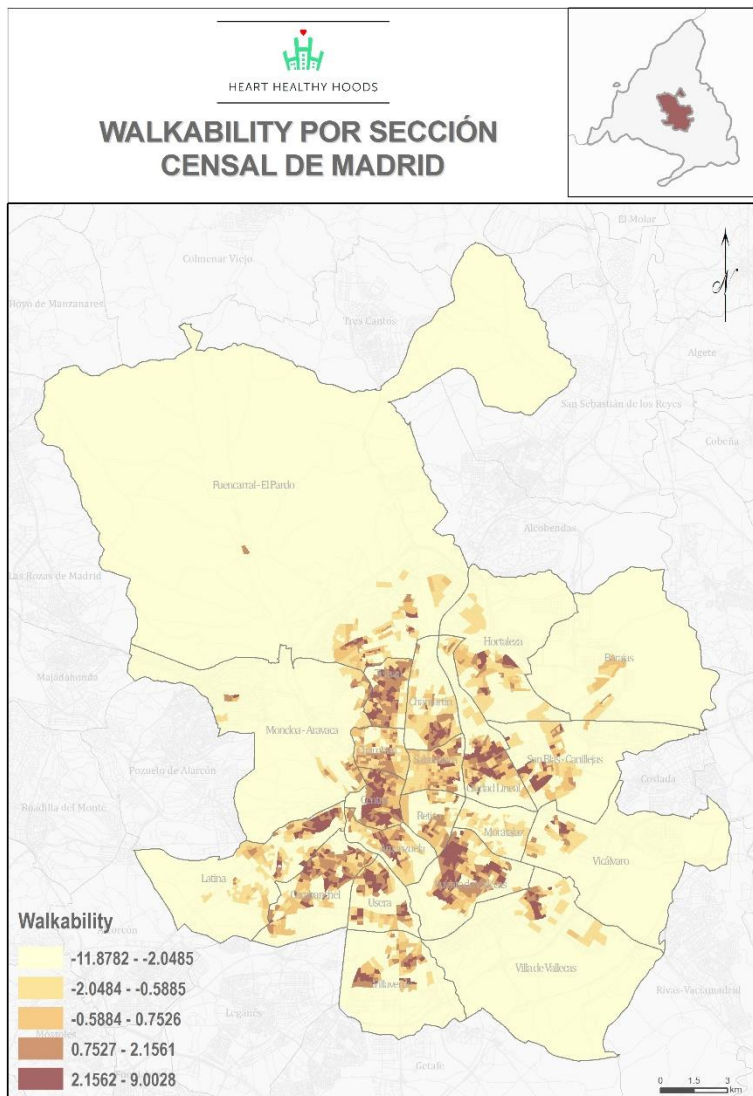 HEART HEALTHY HOODS
WALKABILITY POR SECCIÓN
CENSAL DE MADRID
El Molar
Colmenar Viejo
Hoyo de Manzanares
Tres Cantos
Algete
San Sebastián de los Reyes
Cobeña
Fuencarral - El Pardo
Alcobendas
Las Rozas de Madrid
Hortaleza
Barajas
Majadahonda
Chamartín
Moncloa - Aravaca
Pozuelo de Alarcón
San Blas - Canillejas
Coslada
Ciudad Lineal
Boadilla del Monte
Centro
Retiro
Moratalaz
Vicálvaro
Latina
Carabanchel
Usera
Walkability
Villa de Vallecas
Rivas-Vaciamadrid
Villaverde
Leganés
Móstoles
Getafe
-11.8782 - -2.0485
-2.0484 - -0.5885
-0.5884 - 0.7526
0.7527 - 2.1561
2.1562 - 9.0028
0 1.5 3
km